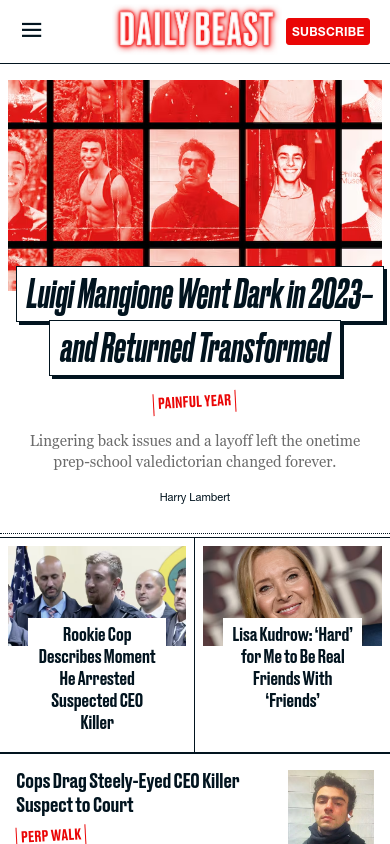 DAILY BEAST
SUBSCRIBE
Luigi Mangione Went Dark in 2023–
and Returned Transformed
PAINFUL YEAR
Lingering back issues and a layoff left the onetime
prep-school valedictorian changed forever.
Harry Lambert
Rookie Cop
Describes Moment
He Arrested
Suspected CEO
Killer
Lisa Kudrow: ‘Hard’
for Me to Be Real
Friends With
‘Friends’
Cops Drag Steely-Eyed CEO Killer
Suspect to Court
PERP WALK